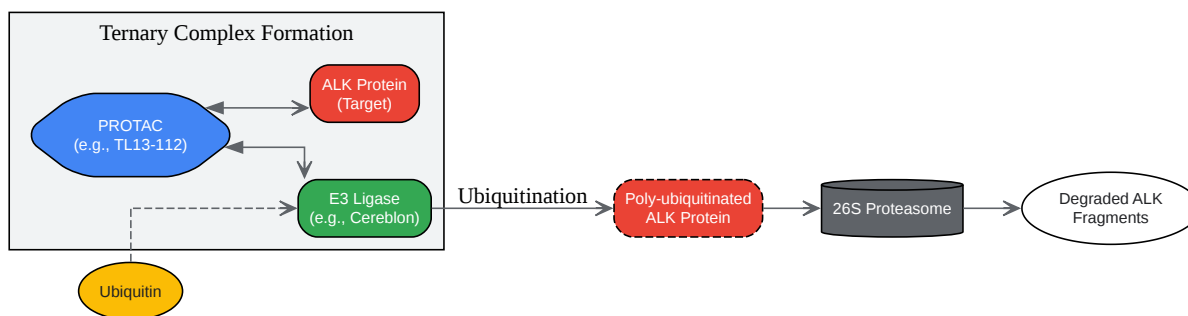 Ternary Complex Formation
ALK Protein
(Target)
PROTAC
(e.g., TL13-112)
E3 Ligase
(e.g., Cereblon)
Ubiquitination
Poly-ubiquitinated
ALK Protein
26S Proteasome
Degraded ALK
Fragments
Ubiquitin